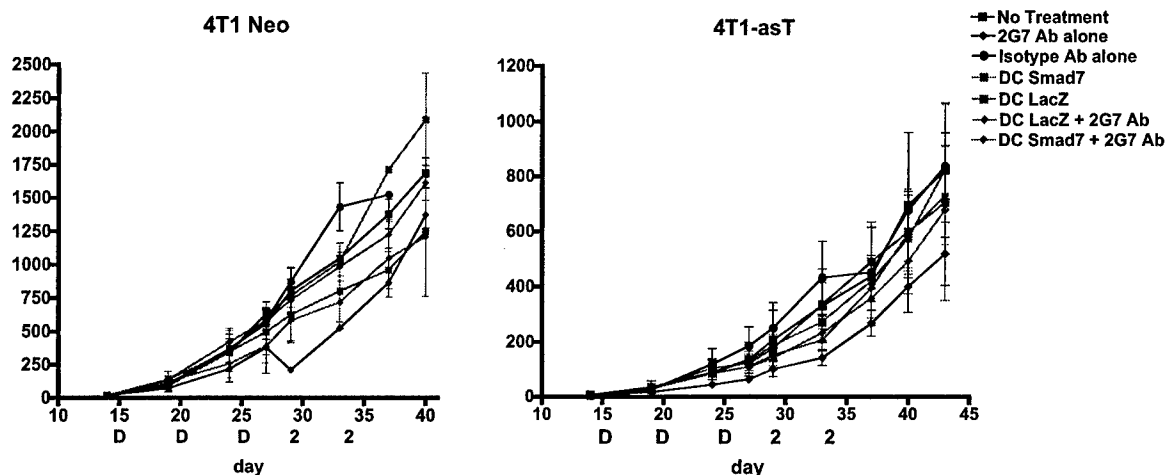 4T1 Neo
2500
2250
2000
1750
1500
1250
1000
750
500
250
0
10 15 20 25 30 35 40
D D D 2 2
day
4T1-asT
1200
1000
800
600
400
200
0
10 15 20 25 30 35 40 45
D D D 2 2
day
No Treatment
2G7 Ab alone
Isotype Ab alone
DC Smad7
DC LacZ
DC LacZ + 2G7 Ab
DC Smad7 + 2G7 Ab